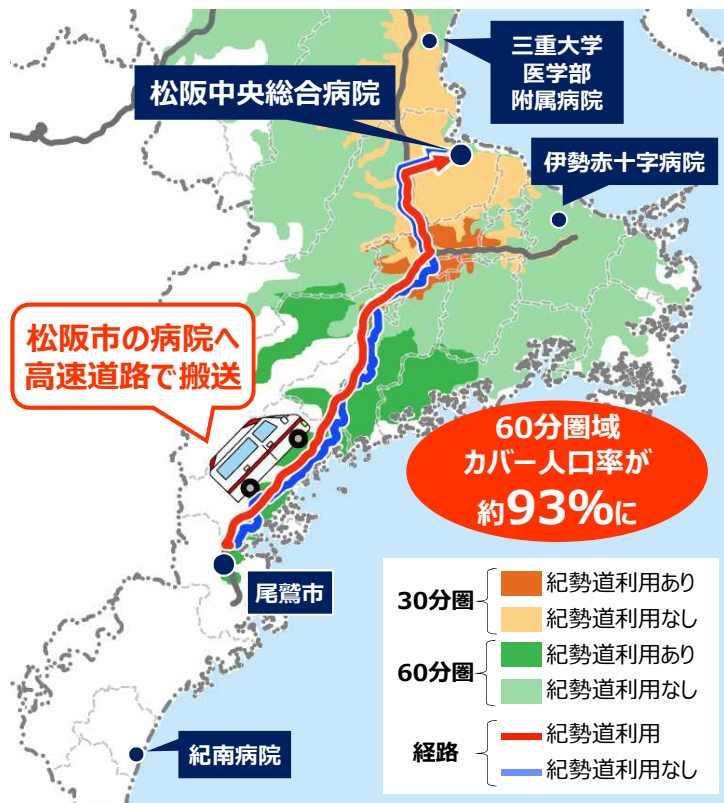 三重大学
医学部
附属病院
松阪中央総合病院
伊勢赤十字病院
松阪市の病院へ
高速道路で搬送
60分圏域
カバー人口率が
約93%に
尾鷲市
紀南病院
30分圏
紀勢道利用あり
紀勢道利用なし
60分圏
紀勢道利用あり
紀勢道利用なし
経路
紀勢道利用
紀勢道利用なし